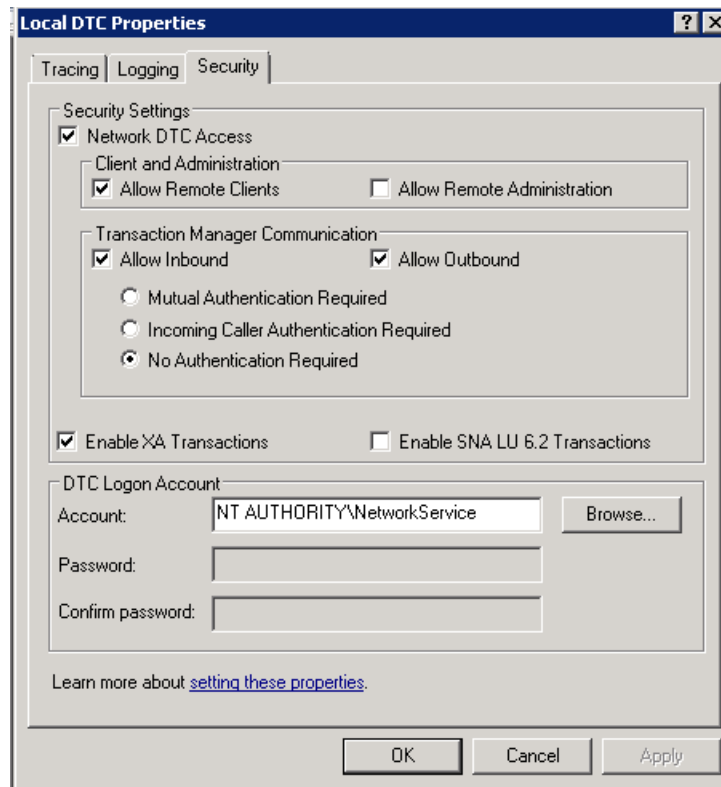 Local DTC Properties
Tracing Logging Security
Security Settings
Network DTC Access
Client and Administration
Allow Remote Clients Allow Remote Administration
Transaction Manager Communication
Allow Inbound Allow Outbound
Mutual Authentication Required
Incoming Caller Authentication Required
No Authentication Required
Enable XA Transactions Enable SNA LU 6.2 Transactions
DTC Logon Account
Account: NT AUTHORITY\NetworkService Browse...
Password:
Confirm password:
Learn more about setting these properties.
OK Cancel Apply